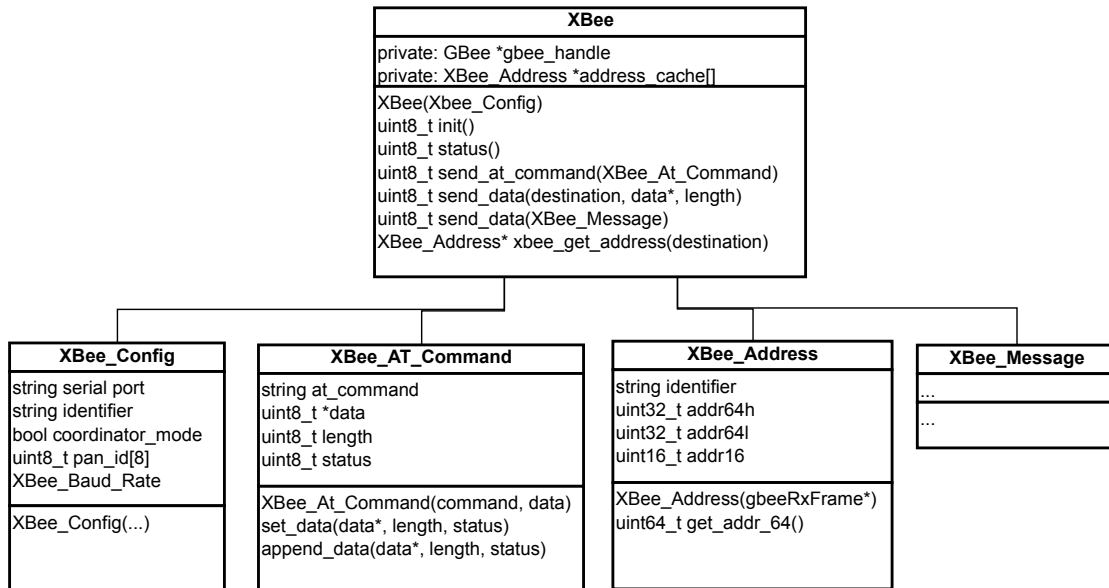 XBee
private: GBee *gbee_handle
private: XBee_Address *address_cache[]
XBee(Xbee_Config)
uint8_t init()
uint8_t status()
uint8_t send_at_command(XBee_At_Command)
uint8_t send_data(destination, data*, length)
uint8_t send_data(XBee_Message)
XBee_Address* xbee_get_address(destination)
XBee_Config
string serial port
string identifier
bool coordinator_mode
uint8_t pan_id[8]
XBee_Baud_Rate
XBee_Config(...)
XBee_AT_Command
string at_command
uint8_t *data
uint8_t length
uint8_t status
XBee_At_Command(command, data)
set_data(data*, length, status)
append_data(data*, length, status)
XBee_Address
string identifier
uint32_t addr64h
uint32_t addr64l
uint16_t addr16
XBee_Address(gbeeRxFrame*)
uint64_t get_addr_64()
XBee_Message
...
...